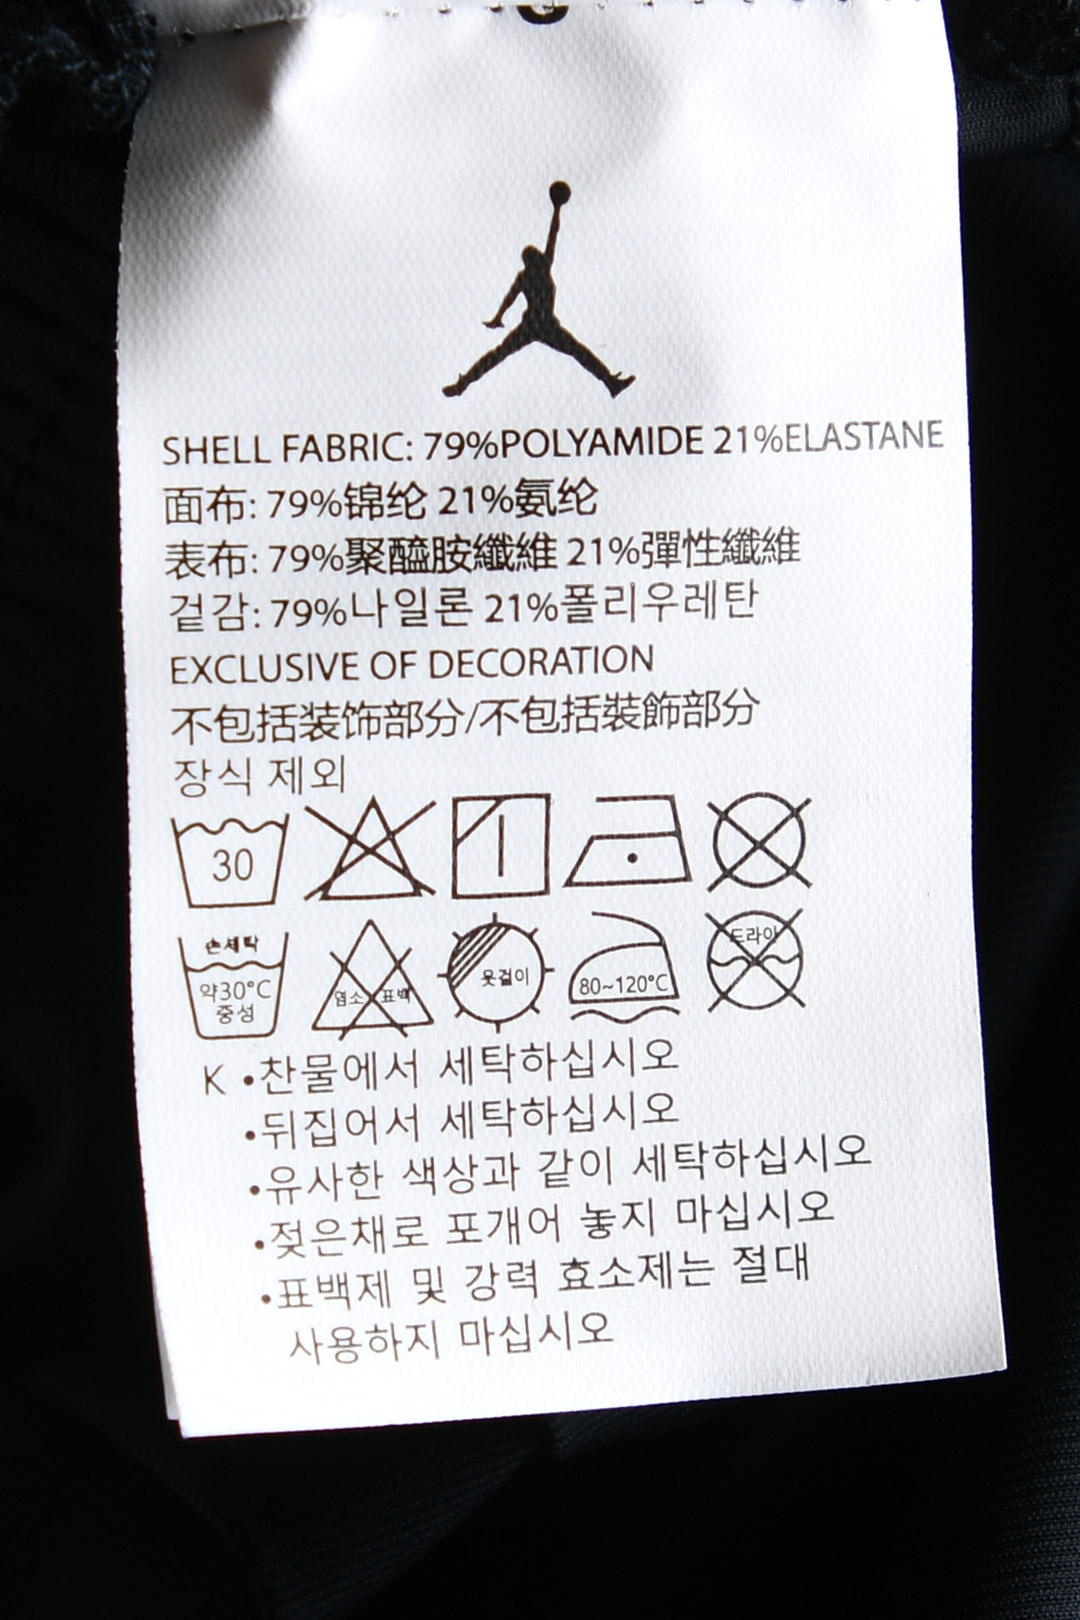 SHELL FABRIC: 79%POLYAMIDE 21%ELASTANE
面布: 79%锦纶 21%氨纶
表布: 79%聚醯胺纖維 21%彈性纖維
겉감: 79%나일론 21%폴리우레탄
EXCLUSIVE OF DECORATION
不包括装饰部分/不包括裝飾部分
장식 제외
30
손세탁
약30°C
중성
염소 표백
옷걸이
80~120°C
드라이
K •찬물에서 세탁하십시오
•뒤집어서 세탁하십시오
•유사한 색상과 같이 세탁하십시오
•젖은채로 포개어 놓지 마십시오
•표백제 및 강력 효소제는 절대
사용하지 마십시오